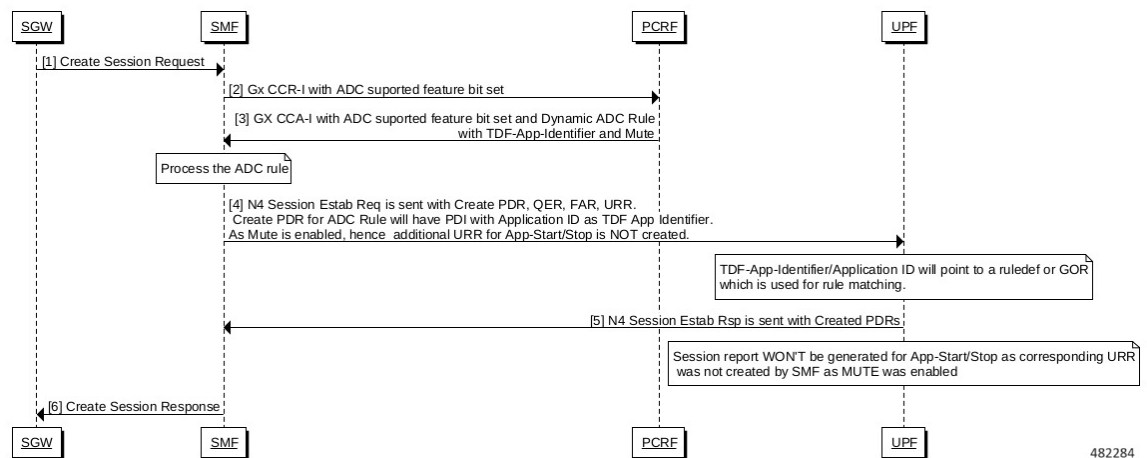 SGW SMF PCRF UPF
[1] Create Session Request
[2] Gx CCR-I with ADC suported feature bit set
[3] GX CCA-I with ADC suported feature bit set and Dynamic ADC Rule
with TDF-App-Identifier and Mute
Process the ADC rule
[4] N4 Session Estab Req is sent with Create PDR, QER, FAR, URR.
Create PDR for ADC Rule will have PDI with Application ID as TDF App Identifier.
As Mute is enabled, hence additional URR for App-Start/Stop is NOT created.
TDF-App-Identifier/Application ID will point to a ruledef or GOR
which is used for rule matching.
[5] N4 Session Estab Rsp is sent with Created PDRs
Session report WON'T be generated for App-Start/Stop as corresponding URR
was not created by SMF as MUTE was enabled
[6] Create Session Response
SGW SMF PCRF UPF
482284